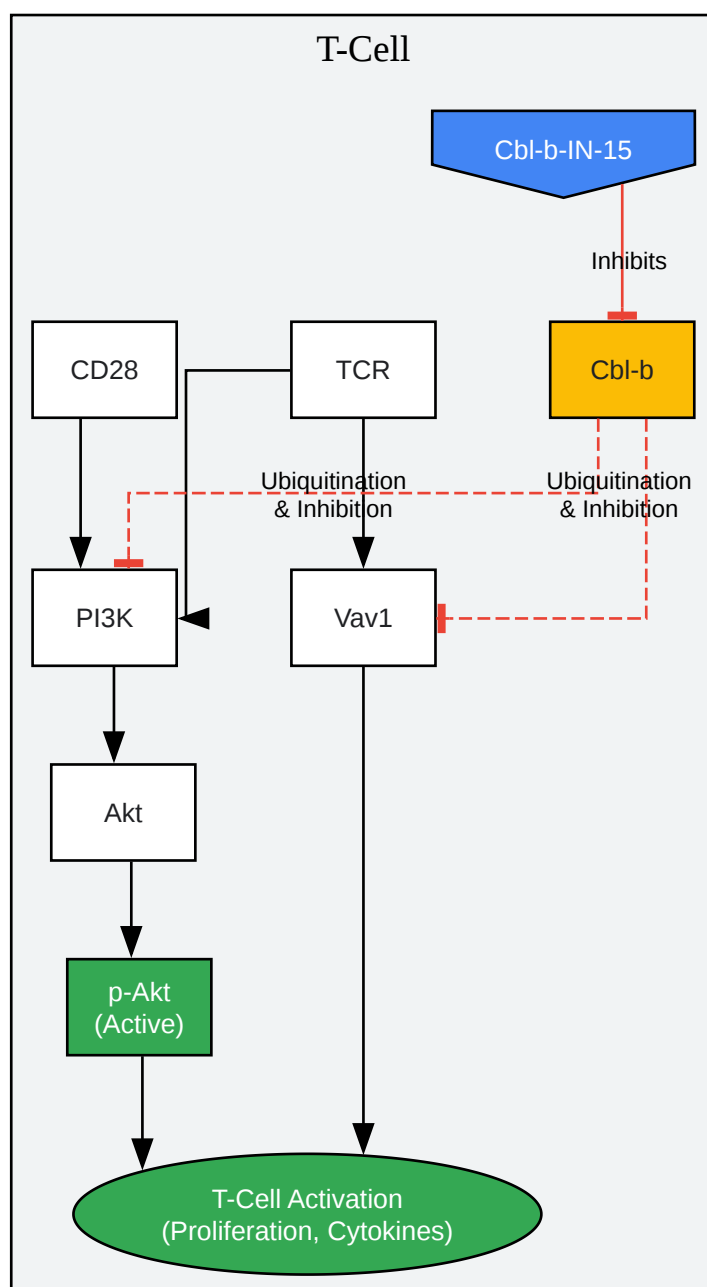 T-Cell
Cbl-b-IN-15
Inhibits
CD28
TCR
Cbl-b
Ubiquitination
& Inhibition
Ubiquitination
& Inhibition
PI3K
Vav1
Akt
p-Akt
(Active)
T-Cell Activation
(Proliferation, Cytokines)